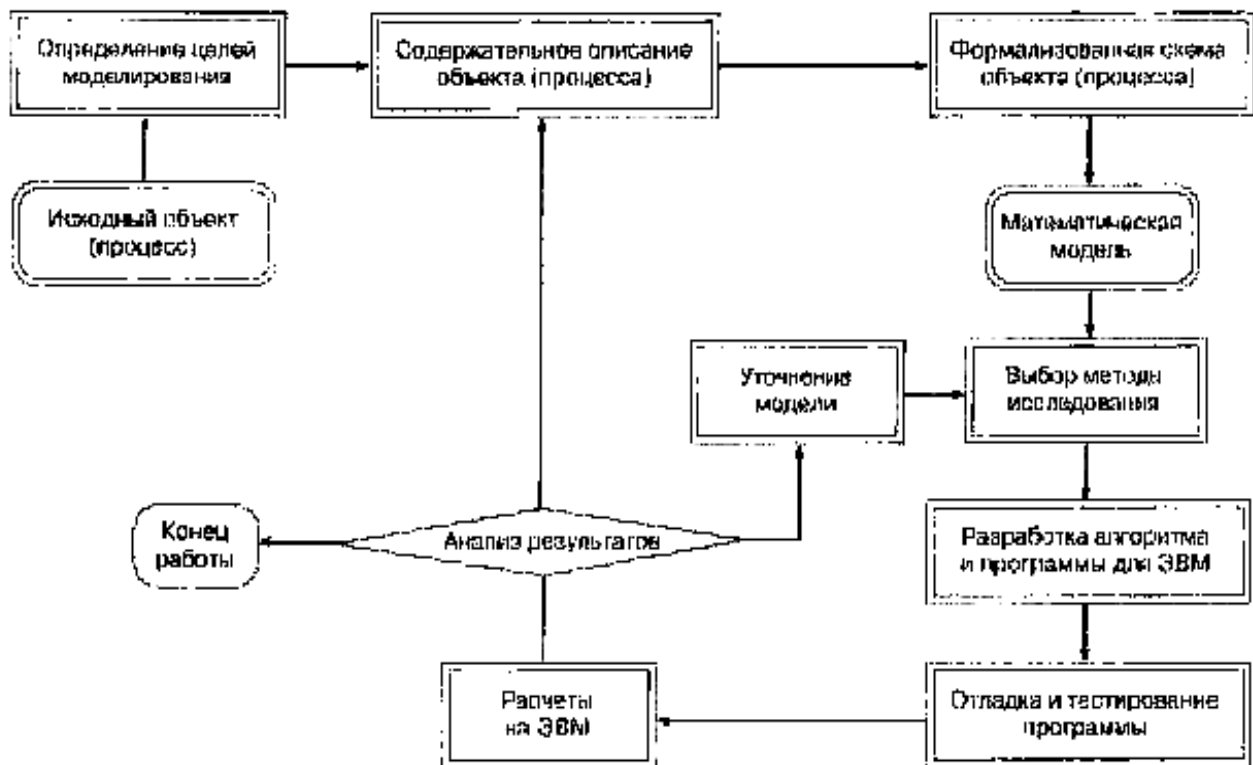 Определение целей
моделирования
Содержательное описание
объекта (процесса)
Формализованная схема
объекта (процесса)
Исходный объект
(процесс)
Математическая
модель
Уточнение
модели
Выбор метода
исследования
Конец
работы
Анализ результатов
Разработка алгоритма
и программы для ЭВМ
Расчеты
на ЭВМ
Отладка и тестирование
программы